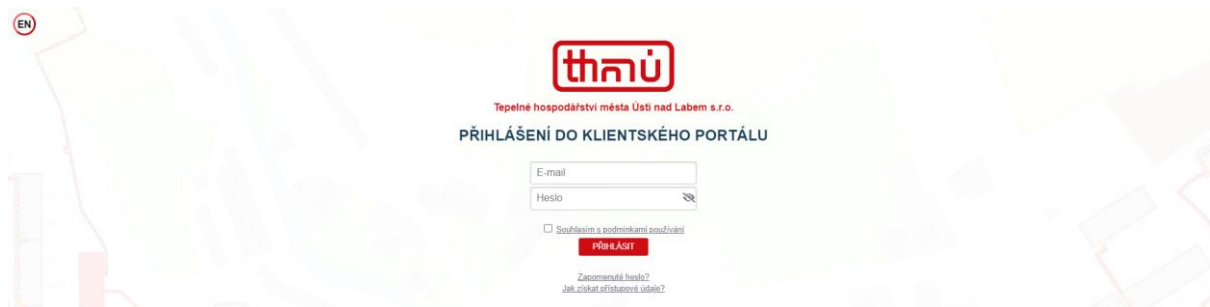 EN
thmú
Tepelné hospodářství města Ústí nad Labem s.r.o.
PŘIHLÁŠENÍ DO KLIENTSKÉHO PORTÁLU
E-mail
Heslo
Souhlasím s podmínkami používání
PŘIHLÁSIT
Zapomenuté heslo?
Jak získat přístupové údaje?